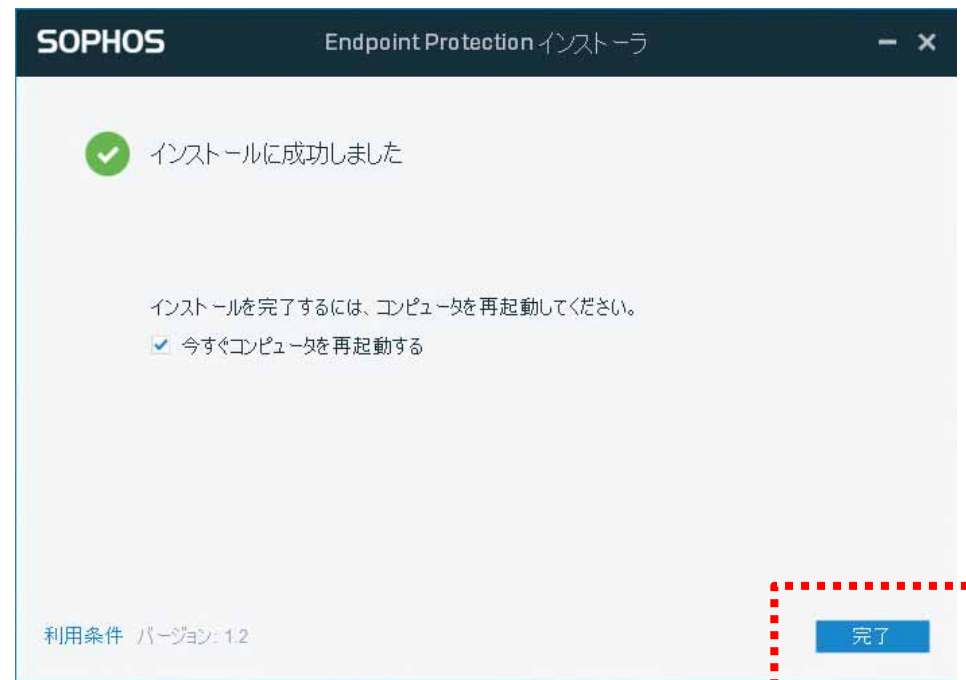 SOPHOS
Endpoint Protection インストーラ
インストールに成功しました
インストールを完了するには、コンピュータを再起動してください。
今すぐコンピュータを再起動する
利用条件 バージョン: 1.2
完了